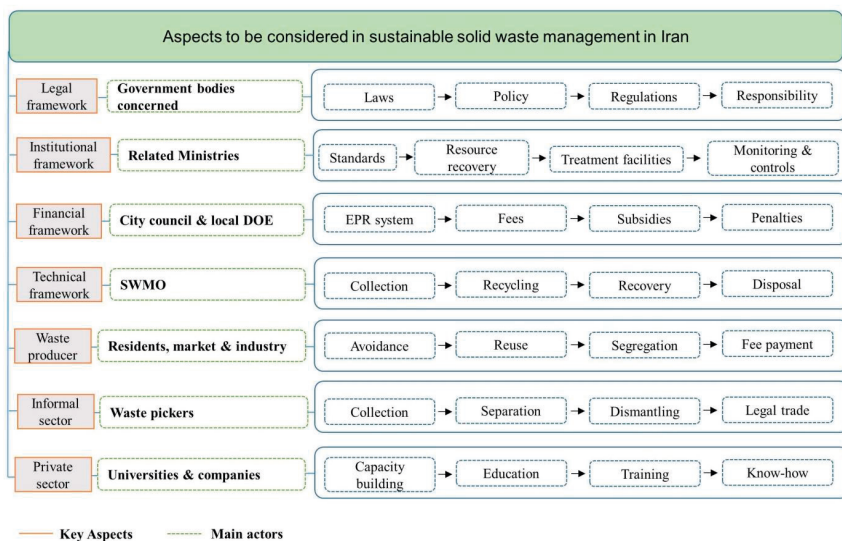 Aspects to be considered in sustainable solid waste management in Iran
Legal
framework
Government bodies
concerned
Laws
Policy
Regulations
Responsibility
Institutional
framework
Related Ministries
Standards
Resource
recovery
Treatment facilities
Monitoring &
controls
Financial
framework
City council & local DOE
EPR system
Fees
Subsidies
Penalties
Technical
framework
SWMO
Collection
Recycling
Recovery
Disposal
Waste
producer
Residents, market & industry
Avoidance
Reuse
Segregation
Fee payment
Informal
sector
Waste pickers
Collection
Separation
Dismantling
Legal trade
Private
sector
Universities & companies
Capacity
building
Education
Training
Know-how
Key Aspects
Main actors